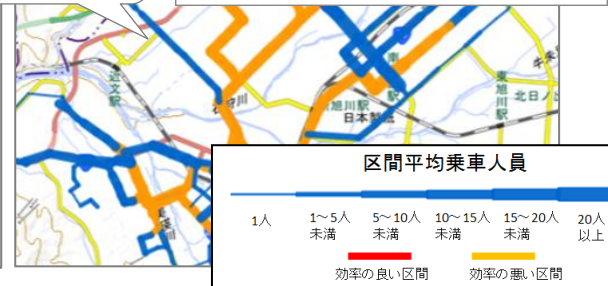 近文駅
石狩川
旭川駅
日本製紙
東旭川駅
北日ノ出
区間平均乗車人員
1人
1～5人
未満
5～10人
未満
10～15人
未満
15～20人
未満
20人
以上
効率の良い区間
効率の悪い区間